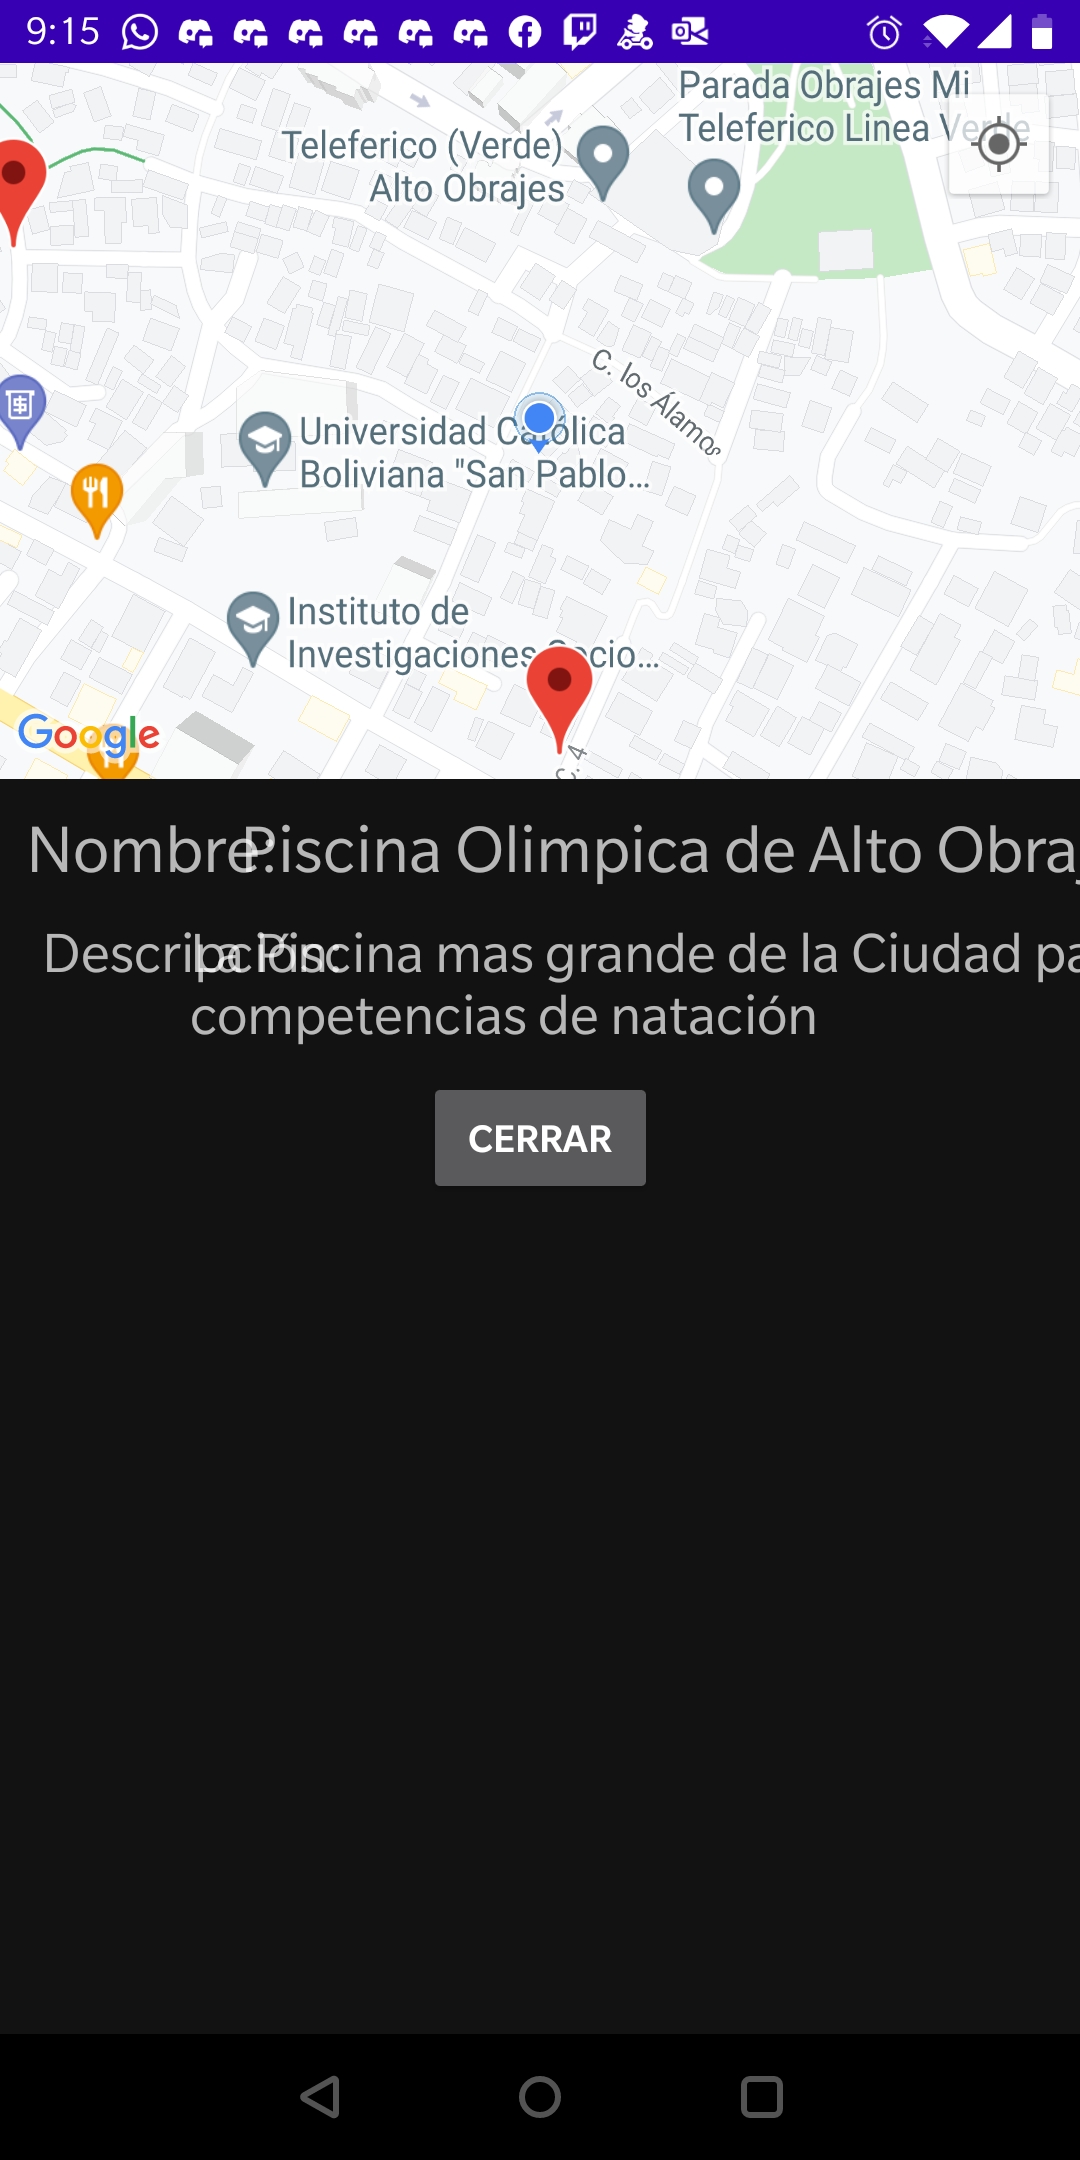 9:15
Parada Obrajes Mi
Teleferico Linea Verde
Teleferico (Verde)
Alto Obrajes
C. los Álamos
Universidad Católica
Boliviana "San Pablo...
Instituto de
Investigaciones Socio...
Google
C. 4
Nombre: Piscina Olimpica de Alto Obraj
Descripción: La Piscina mas grande de la Ciudad pa
competencias de natación
CERRAR